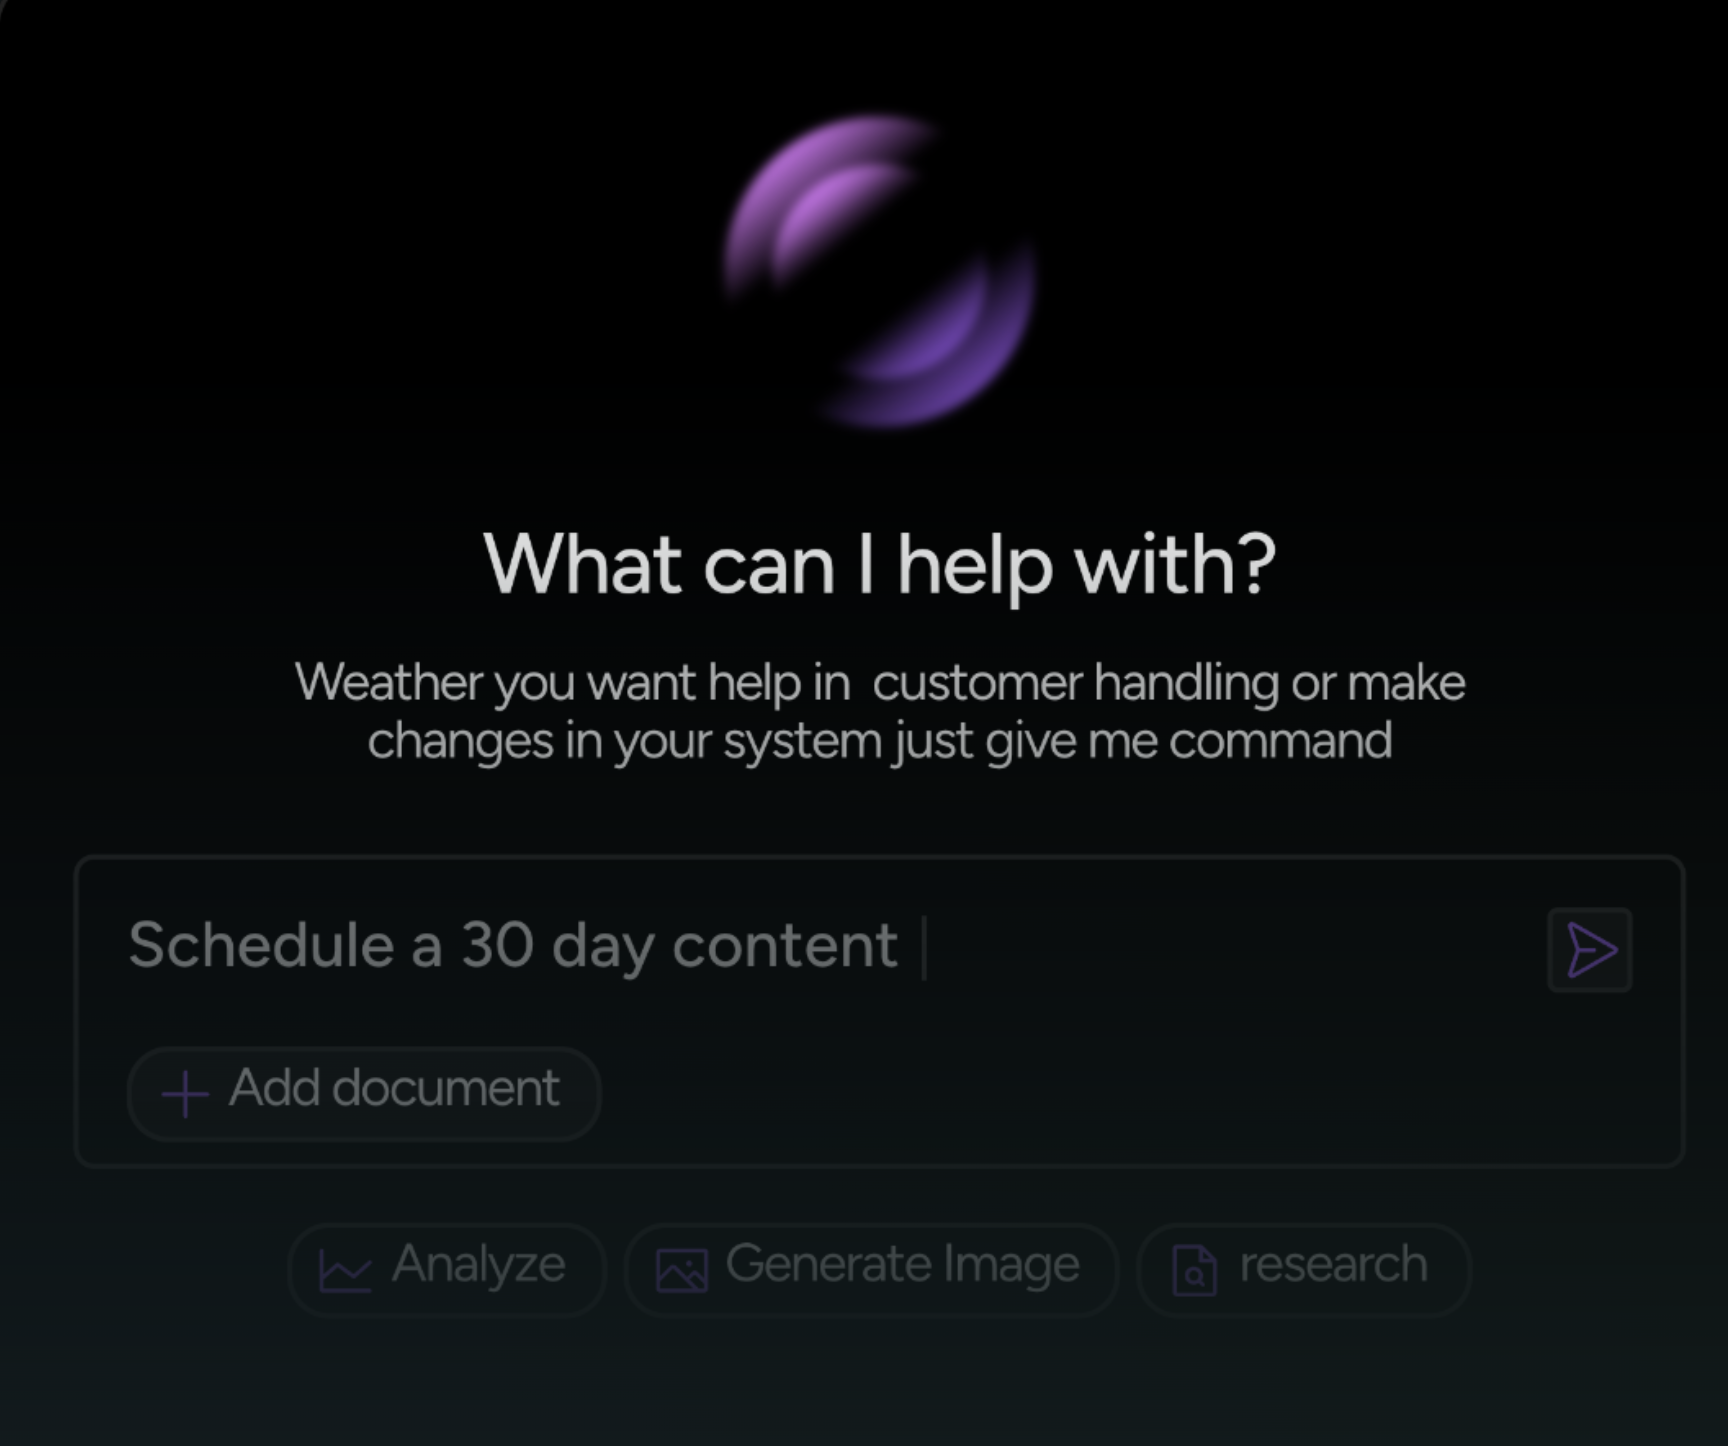 What can I help with?
Weather you want help in customer handling or make
changes in your system just give me command
Schedule a 30 day content
Add document
Analyze
Generate Image
research